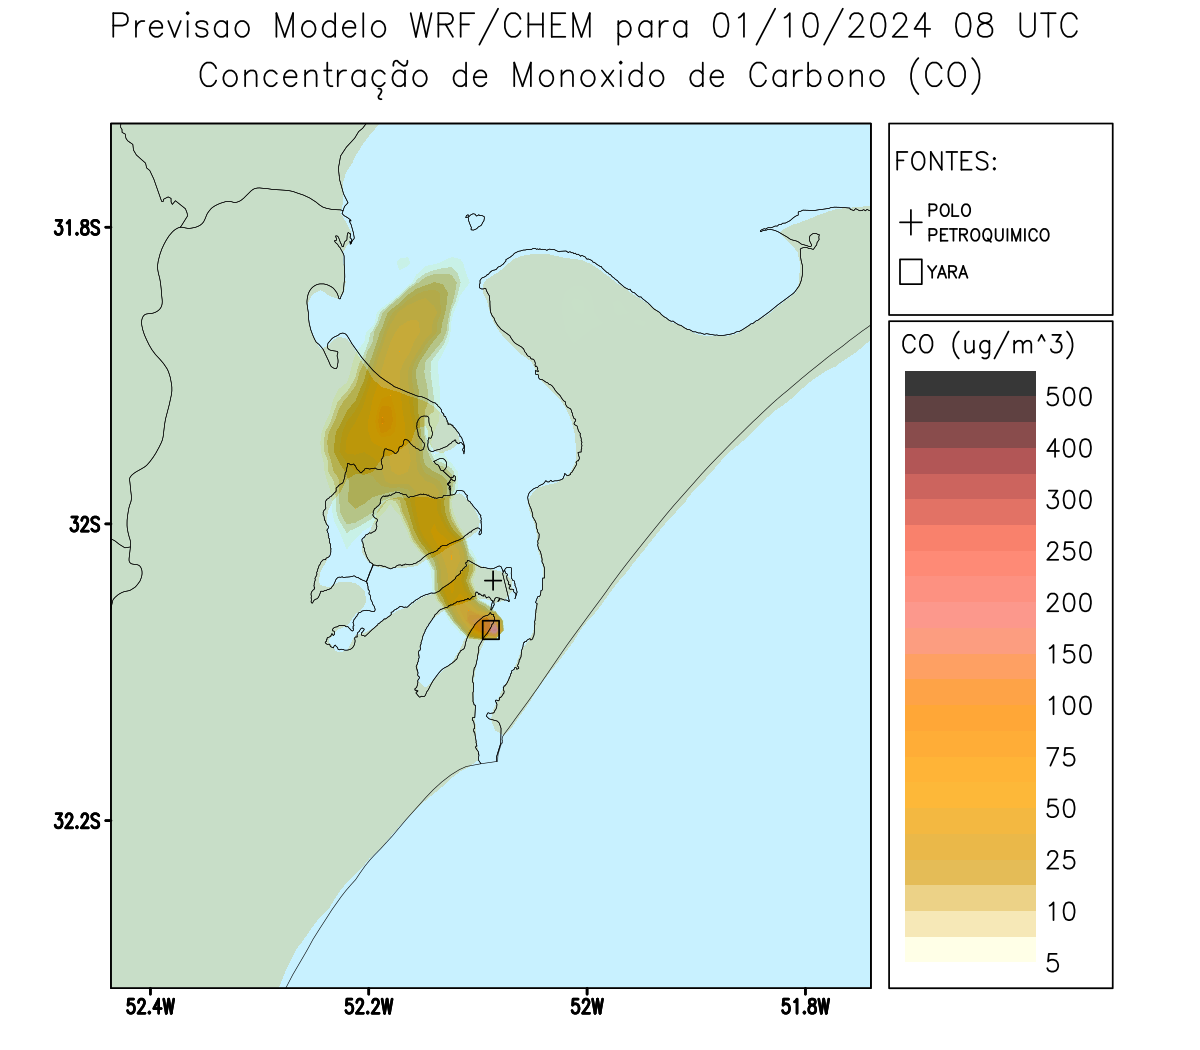 Previsao Modelo WRF/CHEM para 01/10/2024 08 UTC
Concentração de Monoxido de Carbono (CO)
FONTES:
POLO
PETROQUIMICO
YARA
CO (ug/m^3)
500
400
300
250
200
150
100
75
50
25
10
5
31.8S
32S
32.2S
52.4W
52.2W
52W
51.8W